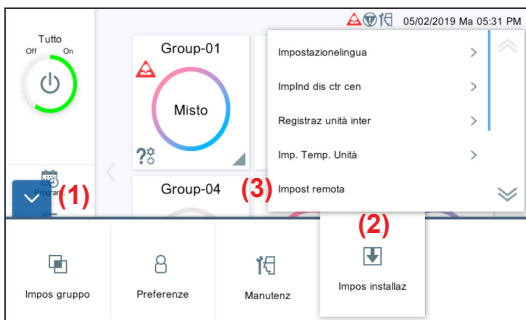 05/02/2019 Ma 05:31 PM
Tutto
Off On
Group-01
Misto
Impostazionelingua
ImpInd dis ctr cen
Registraz unità inter
Imp. Temp. Unità
Impost remota
(1)
Group-04
(3)
(2)
Impos gruppo
Preferenze
Manutenz
Impos installaz